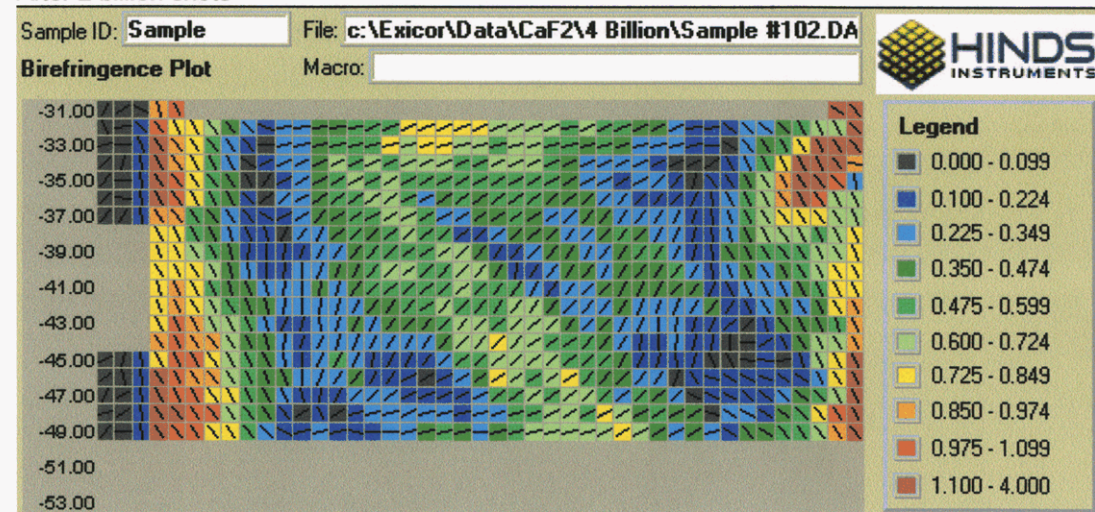 Sample ID: Sample
File: c:\Exicor\Data\CaF2\4 Billion\Sample #102.DA
Birefringence Plot
Macro:
HINDS
INSTRUMENTS
-31.00
-33.00
-35.00
-37.00
-39.00
-41.00
-43.00
-45.00
-47.00
-49.00
-51.00
-53.00
Legend
0.000 - 0.099
0.100 - 0.224
0.225 - 0.349
0.350 - 0.474
0.475 - 0.599
0.600 - 0.724
0.725 - 0.849
0.850 - 0.974
0.975 - 1.099
1.100 - 4.000